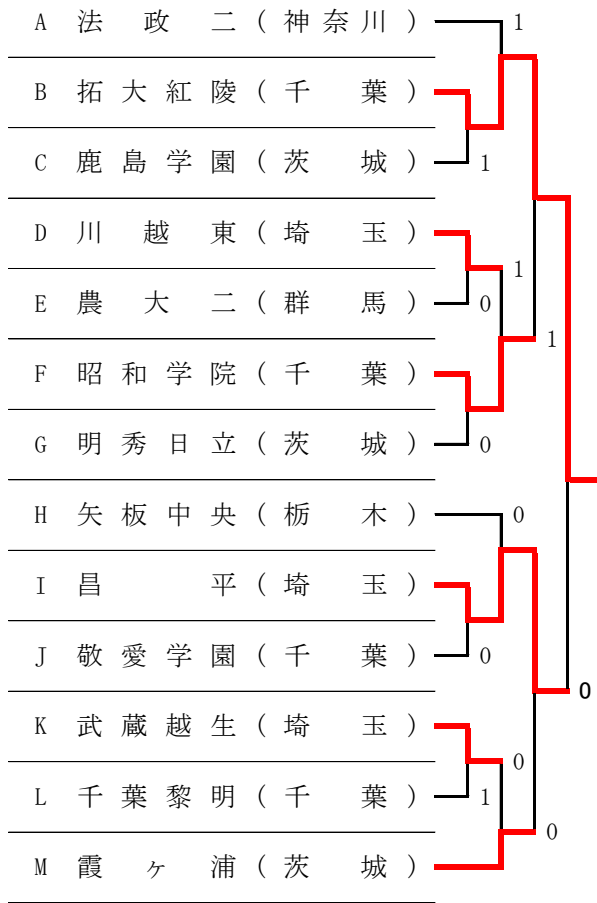 A 法政二(神奈川) 1
B 拓大紅陵(千葉)
C 鹿島学園(茨城) 1
D 川越東(埼玉) 1
E 農大二(群馬) 0
1
F 昭和学院(千葉)
G 明秀日立(茨城) 0
H 矢板中央(栃木) 0
I 昌平(埼玉)
J 敬愛学園(千葉) 0
0
K 武蔵越生(埼玉) 0
L 千葉黎明(千葉) 1
0
M 霞ヶ浦(茨城)